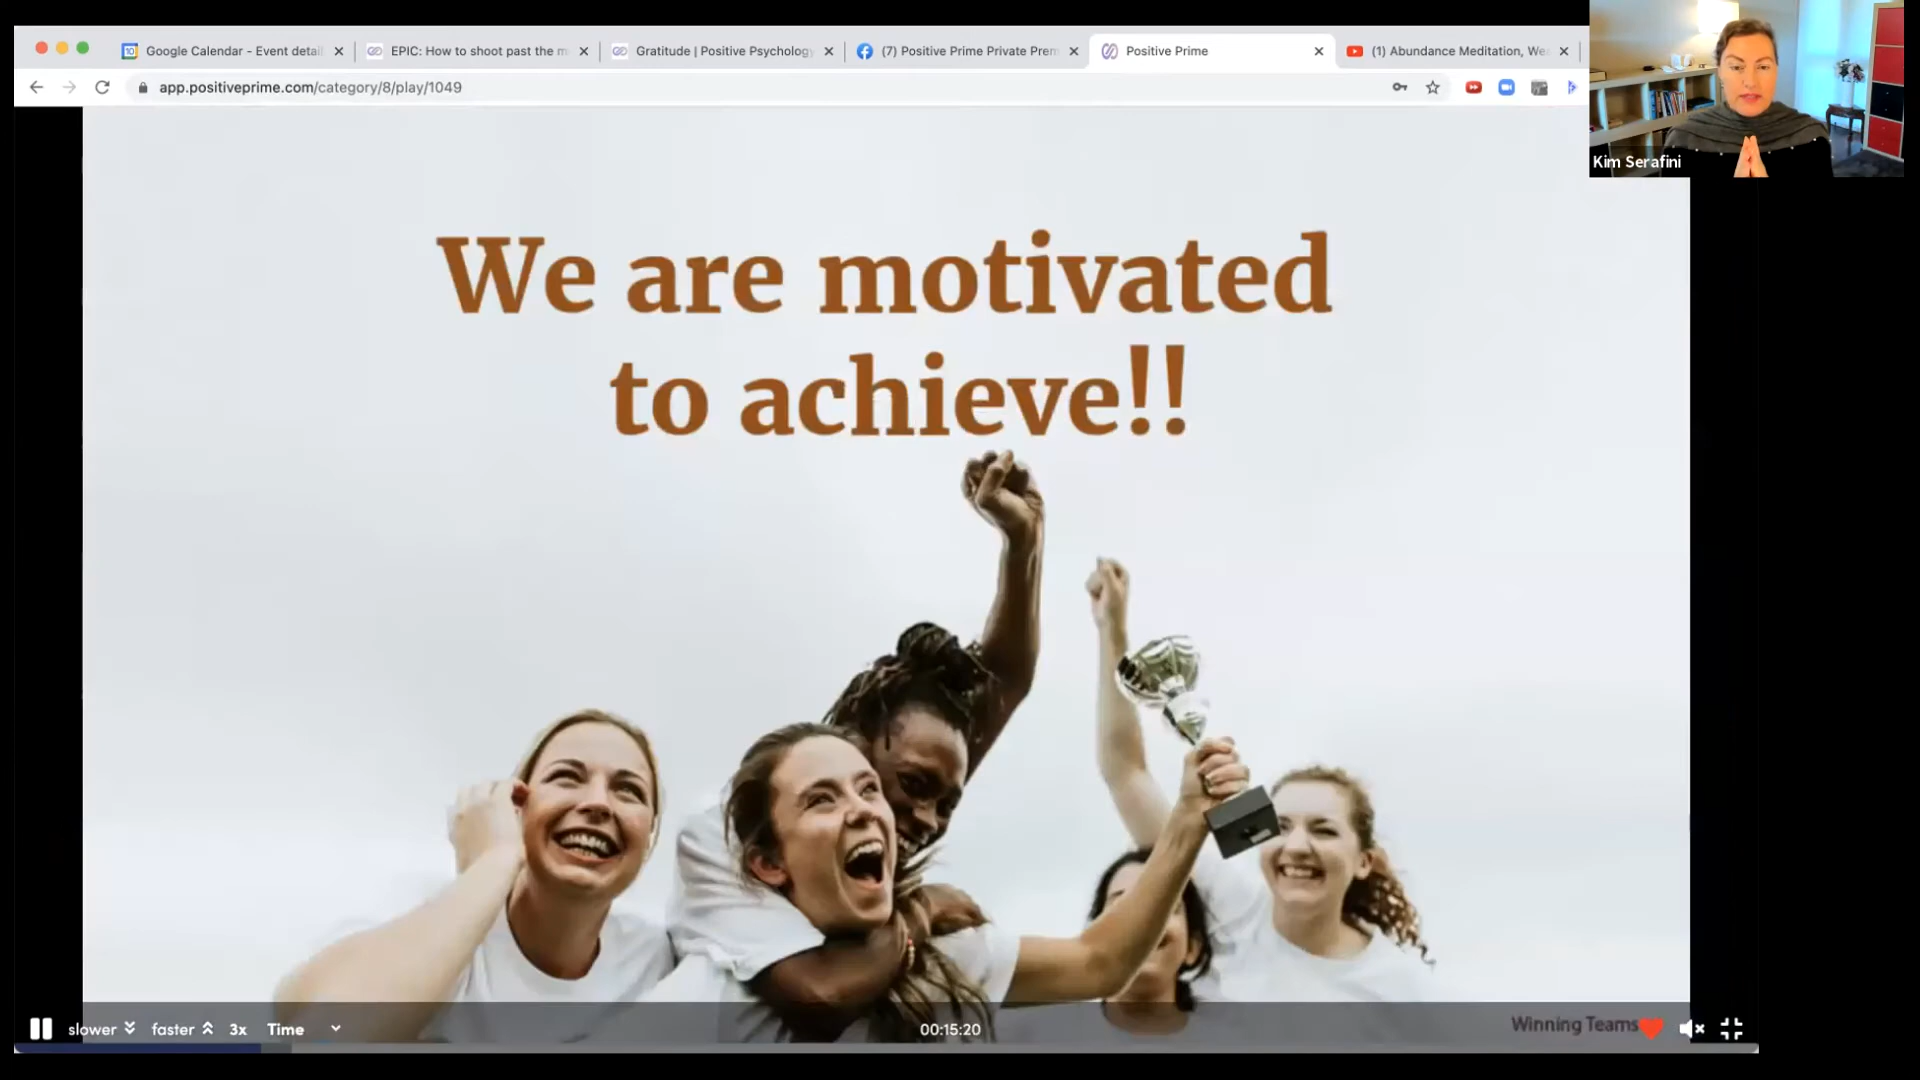 Google Calendar - Event detail
EPIC: How to shoot past the m
Gratitude | Positive Psychology
(7) Positive Prime Private Prem
Positive Prime
(1) Abundance Meditation, We
app.positiveprime.com/category/8/play/1049
Kim Serafini
We are motivated
to achieve!!
slower
faster
3x
Time
00:15:20
Winning Teams